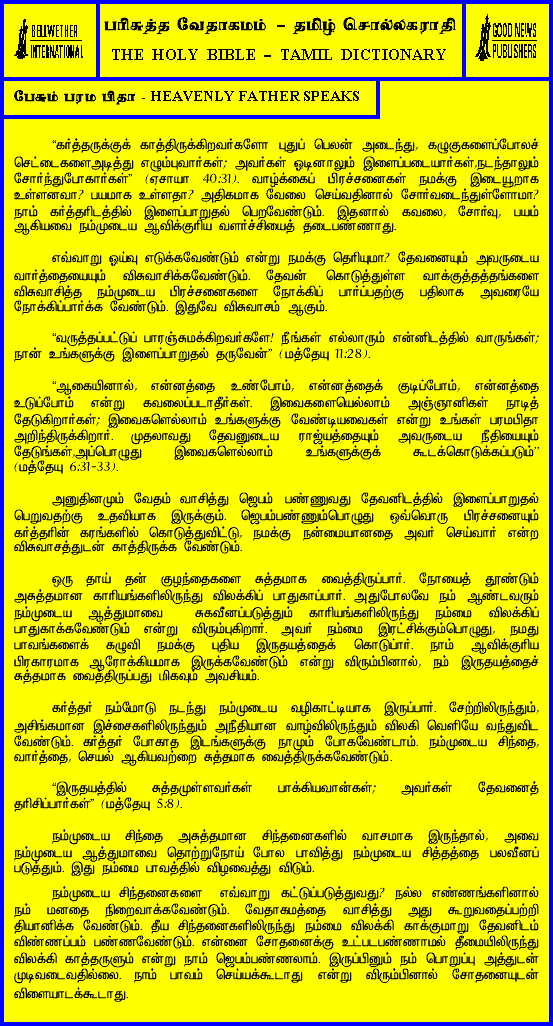 BELLWETHER
INTERNATIONAL
பரிசுத்த வேதாகமம் – தமிழ் சொல்லகராதி
THE HOLY BIBLE – TAMIL DICTIONARY
GOOD NEWS
PUBLISHERS
பேசும் பரம பிதா - HEAVENLY FATHER SPEAKS
“கர்த்தருக்குக் காத்திருக்கிறவர்களோ புதுப் பெலன் அடைந்து, கழுகுகளைப்போலச்
செட்டைகளைஅடித்து எழும்புவார்கள்; அவர்கள் ஓடினாலும் இளைப்படையார்கள்,நடந்தாலும்
சோர்ந்துபோகார்கள்” (ஏசாயா 40:31). வாழ்க்கைப் பிரச்சனைகள் நமக்கு இடையூறாக
உள்ளனவா? பயமாக உள்ளதா? அதிகமாக வேலை செய்வதினால் சோர்வடைந்துள்ளோமா?
நாம் கர்த்தரிடத்தில் இளைப்பாறுதல் பெறவேண்டும். இதனால் கவலை, சோர்வு, பயம்
ஆகியவை நம்முடைய ஆவிக்குரிய வளர்ச்சியைத் தடைபண்ணாது.
எவ்வாறு ஓய்வு எடுக்கவேண்டும் என்று நமக்கு தெரியுமா? தேவனையும் அவருடைய
வார்த்தையையும் விசுவாசிக்கவேண்டும். தேவன் கொடுத்துள்ள வாக்குத்தத்தங்களை
விசுவாசித்த நம்முடைய பிரச்சனைகளை நோக்கிப் பார்ப்பதற்கு பதிலாக அவரையே
நோக்கிப்பார்க்க வேண்டும். இதுவே விசுவாசம் ஆகும்.
“வருத்தப்பட்டுப் பாரஞ்சுமக்கிறவர்களே! நீங்கள் எல்லாரும் என்னிடத்தில் வாருங்கள்;
நான் உங்களுக்கு இளைப்பாறுதல் தருவேன்” (மத்தேயு 11:28).
“ஆகையினால், என்னத்தை உண்போம், என்னத்தைக் குடிப்போம், என்னத்தை
உடுப்போம் என்று கவலைப்படாதீர்கள். இவைகளையெல்லாம் அஞ்ஞானிகள் நாடித்
தேடுகிறார்கள்; இவைகளெல்லாம் உங்களுக்கு வேண்டியவைகள் என்று உங்கள் பரமபிதா
அறிந்திருக்கிறார். முதலாவது தேவனுடைய ராஜ்யத்தையும் அவருடைய நீதியையும்
தேடுங்கள்,அப்பொழுது இவைகளெல்லாம் உங்களுக்குக் கூடக்கொடுக்கப்படும்”
(மத்தேயு 6:31-33).
அனுதினமும் வேதம் வாசித்து ஜெபம் பண்ணுவது தேவனிடத்தில் இளைப்பாறுதல்
பெறுவதற்கு உதவியாக இருக்கும். ஜெபம்பண்ணும்பொழுது ஒவ்வொரு பிரச்சனையும்
கர்த்தரின் கரங்களில் கொடுத்துவிட்டு, நமக்கு நன்மையானதை அவர் செய்வார் என்ற
விசுவாசத்துடன் காத்திருக்க வேண்டும்.
ஒரு தாய் தன் குழந்தைகளை சுத்தமாக வைத்திருப்பார். நோயைத் தூண்டும்
அசுத்தமான காரியங்களிலிருந்து விலக்கிப் பாதுகாப்பார். அதுபோலவே நம் ஆண்டவரும்
நம்முடைய ஆத்துமாவை சுகவீனப்படுத்தும் காரியங்களிலிருந்து நம்மை விலக்கிப்
பாதுகாக்கவேண்டும் என்று விரும்புகிறார். அவர் நம்மை இரட்சிக்கும்பொழுது, நமது
பாவங்களைக் கழுவி நமக்கு புதிய இருதயத்தைக் கொடுப்பார். நாம் ஆவிக்குரிய
பிரகாரமாக ஆரோக்கியமாக இருக்கவேண்டும் என்று விரும்பினால், நம் இருதயத்தைச்
சுத்தமாக வைத்திருப்பது மிகவும் அவசியம்.
கர்த்தர் நம்மோடு நடந்து நம்முடைய வழிகாட்டியாக இருப்பார். சேற்றிலிருந்தும்,
அசிங்கமான இச்சைகளிலிருந்தும் அநீதியான வாழ்விலிருந்தும் விலகி வெளியே வந்துவிட
வேண்டும். கர்த்தர் போகாத இடங்களுக்கு நாமும் போகவேண்டாம். நம்முடைய சிந்தை,
வார்த்தை, செயல் ஆகியவற்றை சுத்தமாக வைத்திருக்கவேண்டும்.
“இருதயத்தில் சுத்தமுள்ளவர்கள் பாக்கியவான்கள்; அவர்கள் தேவனைத்
தரிசிப்பார்கள்” (மத்தேயு 5:8).
நம்முடைய சிந்தை அசுத்தமான சிந்தனைகளில் வாசமாக இருந்தால், அவை
நம்முடைய ஆத்துமாவை தொற்றுநோய் போல பாவித்து நம்முடைய சித்தத்தை பலவீனப்
படுத்தும். இது நம்மை பாவத்தில் விழவைத்து விடும்.
நம்முடைய சிந்தனைகளை எவ்வாறு கட்டுப்படுத்துவது? நல்ல எண்ணங்களினால்
நம் மனதை நிறைவாக்கவேண்டும். வேதாகமத்தை வாசித்து அது கூறுவதைப்பற்றி
தியானிக்க வேண்டும். தீய சிந்தனைகளிலிருந்து நம்மை விலக்கி காக்குமாறு தேவனிடம்
விண்ணப்பம் பண்ணவேண்டும். என்னை சோதனைக்கு உட்படபண்ணாமல் தீமையிலிருந்து
விலக்கி காத்தருளும் என்று நாம் ஜெபம்பண்ணலாம். இருப்பினும் நம் பொறுப்பு அத்துடன்
முடிவடைவதில்லை. நாம் பாவம் செய்யக்கூடாது என்று விரும்பினால் சோதனையுடன்
விளையாடக்கூடாது.